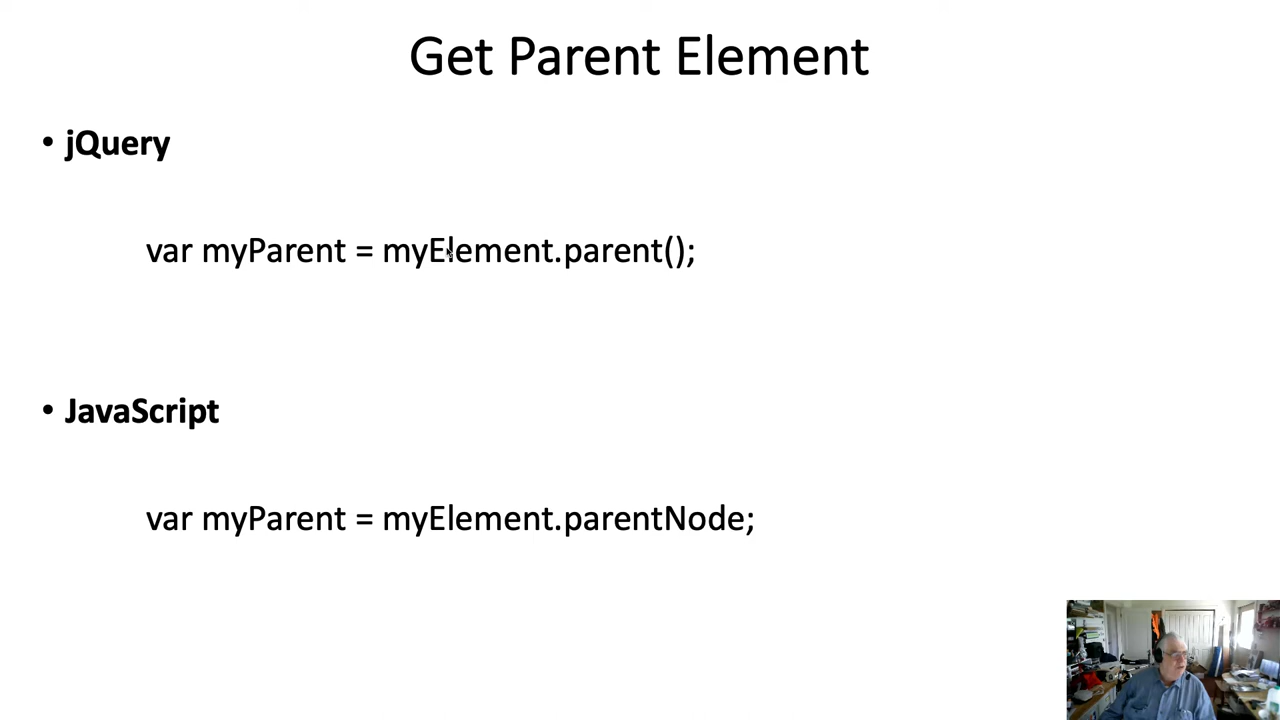 Get Parent Element
• jQuery
var myParent = myElement.parent();
• JavaScript
var myParent = myElement.parentNode;